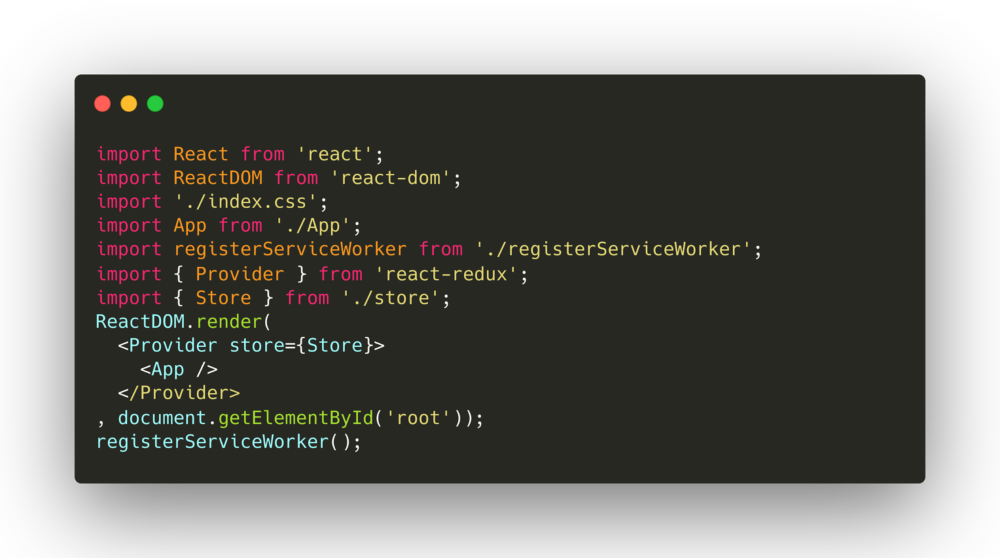 import React from 'react';
import ReactDOM from 'react-dom';
import './index.css';
import App from './App';
import registerServiceWorker from './registerServiceWorker';
import { Provider } from 'react-redux';
import { Store } from './store';
ReactDOM.render(
  <Provider store={Store}>
    <App />
  </Provider>
, document.getElementById('root'));
registerServiceWorker();